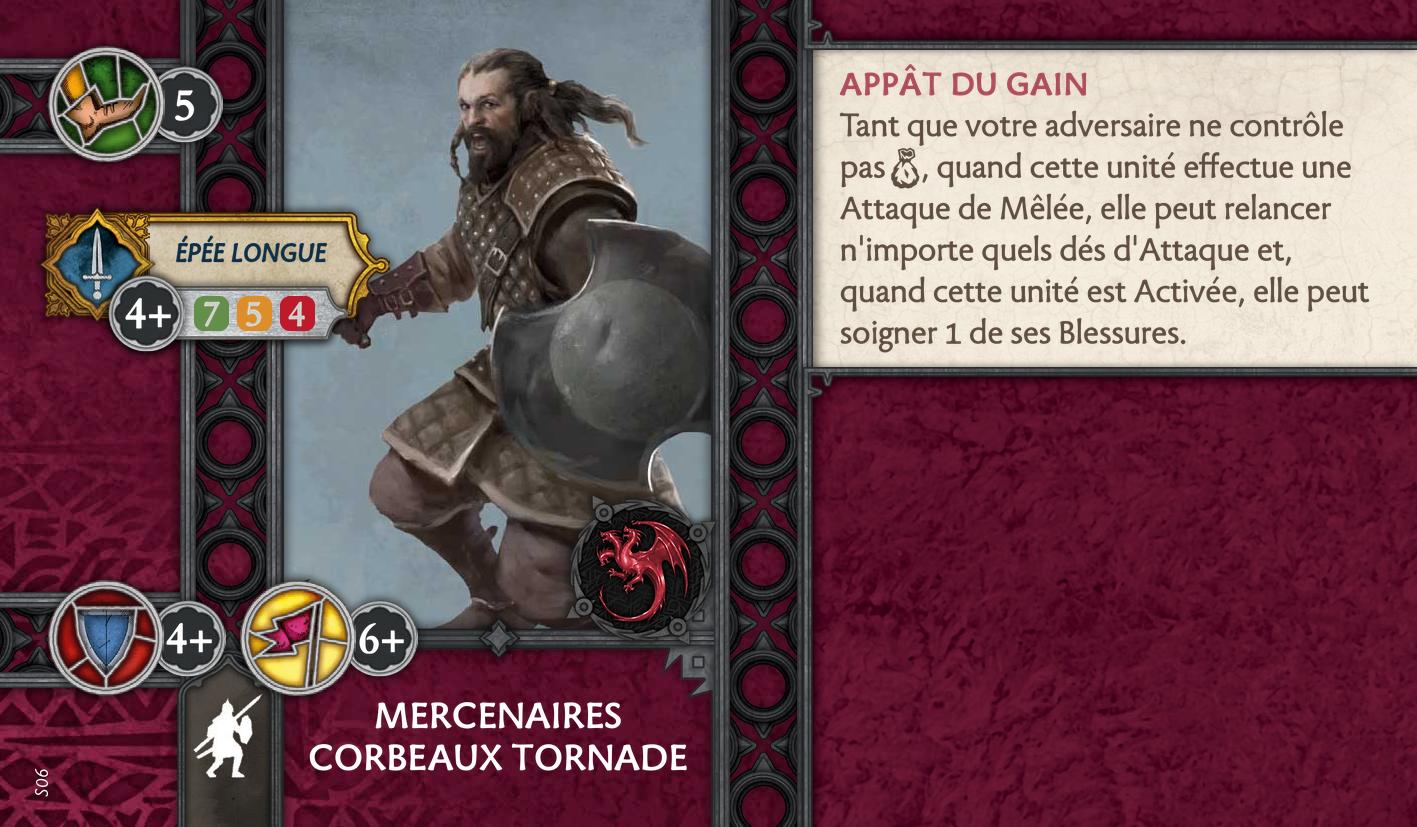 5
ÉPÉE LONGUE
4+ 7 5 4
4+ 6+
MERCENAIRES
CORBEAUX TORNADE
S06
APPÂT DU GAIN
Tant que votre adversaire ne contrôle
pas , quand cette unité effectue une
Attaque de Mêlée, elle peut relancer
n'importe quels dés d'Attaque et,
quand cette unité est Activée, elle peut
soigner 1 de ses Blessures.